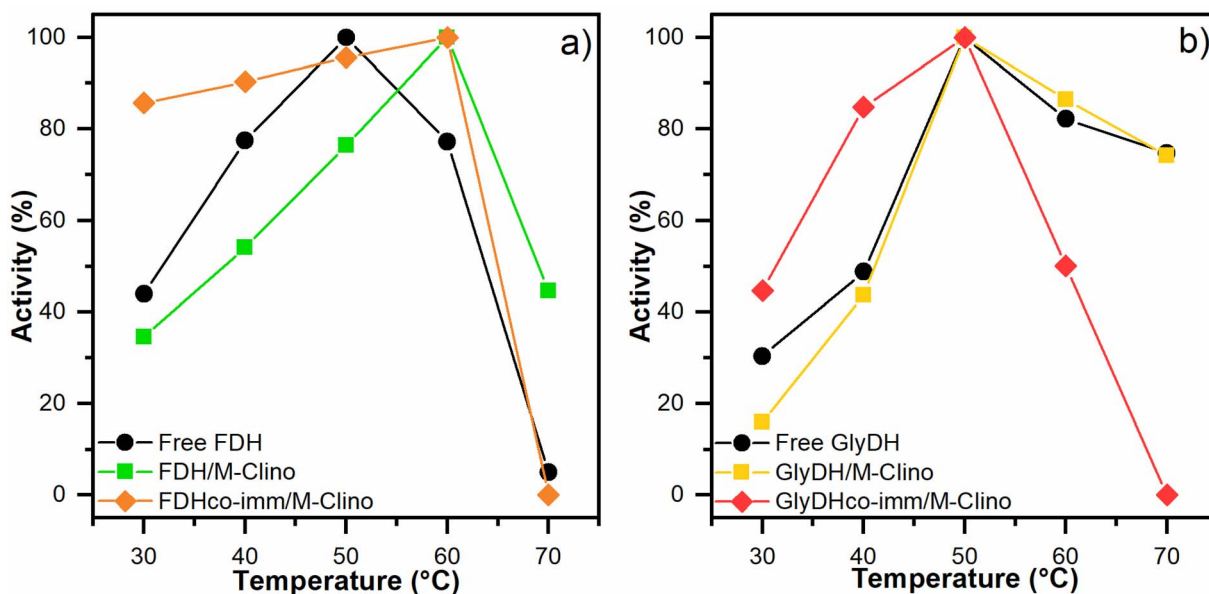 a)
Activity (%)
100
80
60
40
20
0
Free FDH
FDH/M-Clino
FDHco-imm/M-Clino
30 40 50 60 70
Temperature (°C)
b)
Activity (%)
100
80
60
40
20
0
Free GlyDH
GlyDH/M-Clino
GlyDHco-imm/M-Clino
30 40 50 60 70
Temperature (°C)